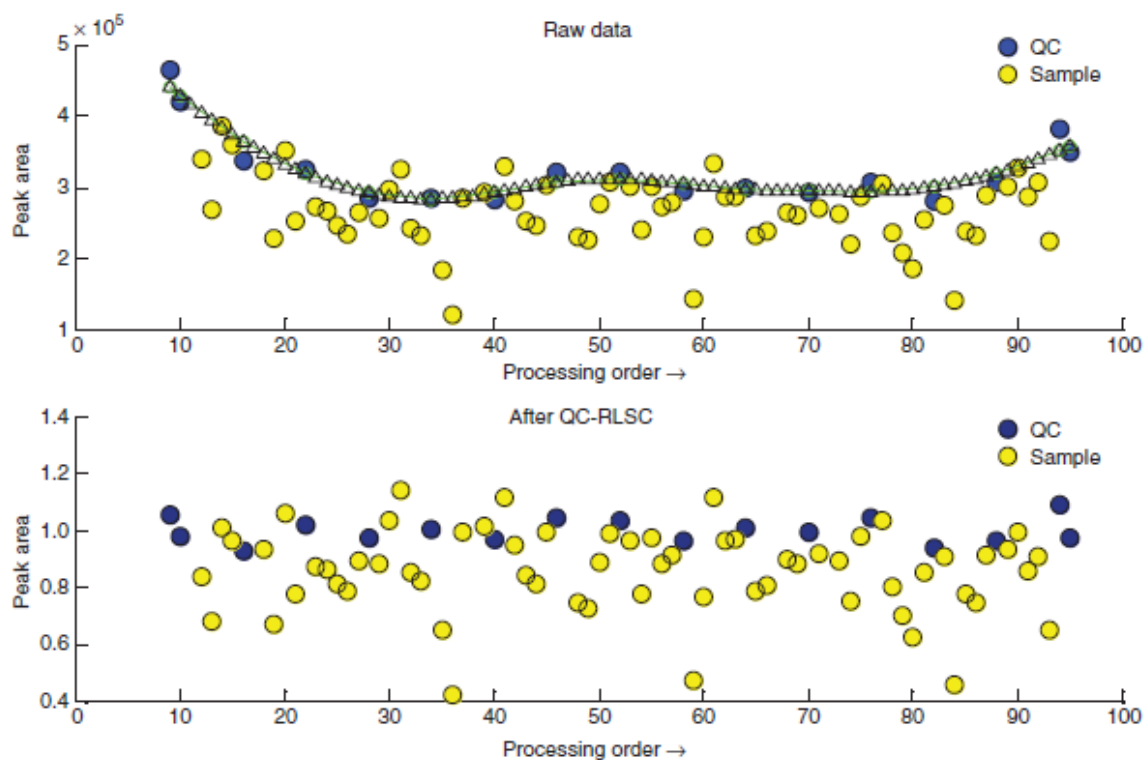 × 10⁵
Raw data
QC
Sample
5
4
3
2
1
Peak area
0 10 20 30 40 50 60 70 80 90 100
Processing order →
After QC-RLSC
QC
Sample
1.4
1.2
1.0
0.8
0.6
0.4
Peak area
0 10 20 30 40 50 60 70 80 90 100
Processing order →